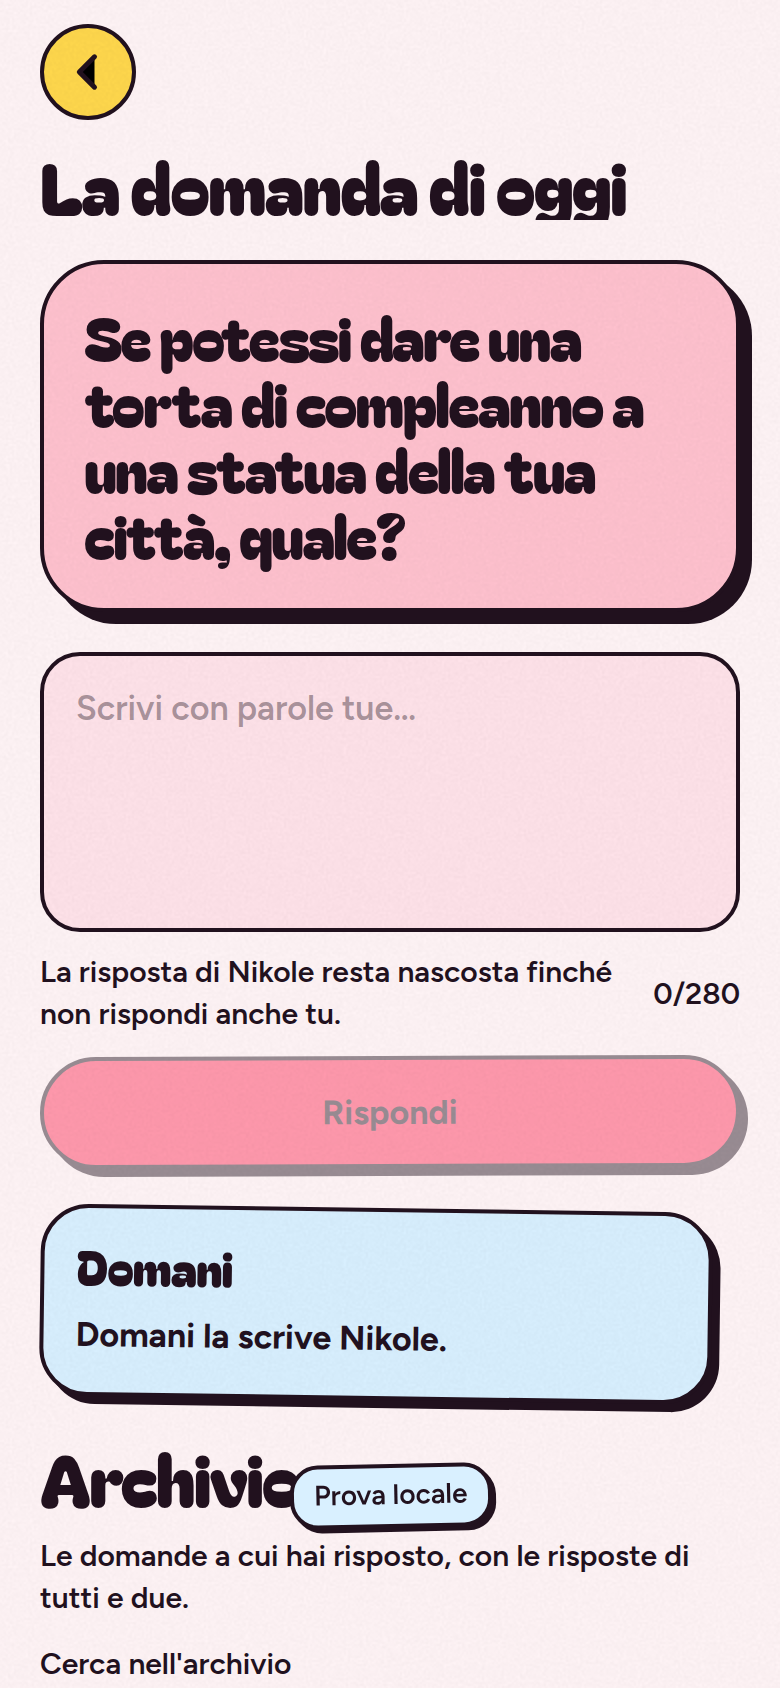 La domanda di oggi
Se potessi dare una
torta di compleanno a
una statua della tua
città, quale?
Scrivi con parole tue...
La risposta di Nikole resta nascosta finché
non rispondi anche tu.
0/280
Rispondi
Domani
Domani la scrive Nikole.
Archivio
Prova locale
Le domande a cui hai risposto, con le risposte di
tutti e due.
Cerca nell'archivio